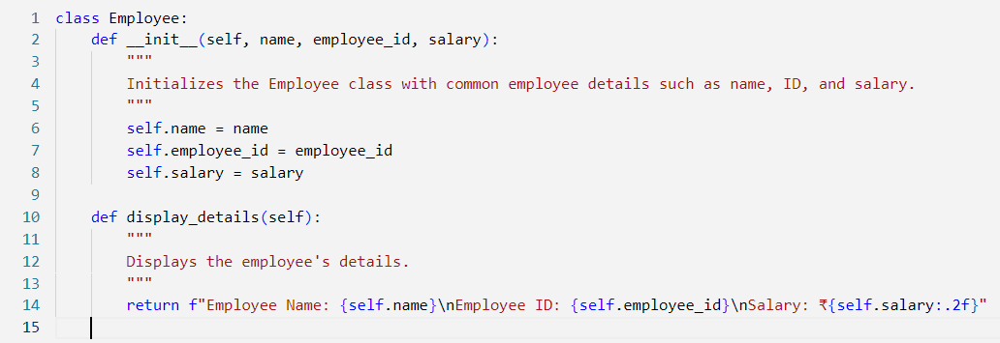 1 class Employee:
2     def __init__(self, name, employee_id, salary):
3         """
4         Initializes the Employee class with common employee details such as name, ID, and salary.
5         """
6         self.name = name
7         self.employee_id = employee_id
8         self.salary = salary
9
10     def display_details(self):
11         """
12         Displays the employee's details.
13         """
14         return f"Employee Name: {self.name}\nEmployee ID: {self.employee_id}\nSalary: ₹{self.salary:.2f}"
15